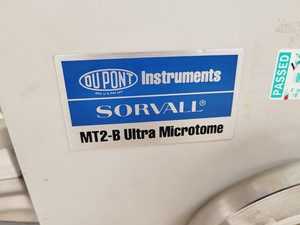 DU PONT Instruments
SORVALL®
MT2-B Ultra Microtome
PASSED